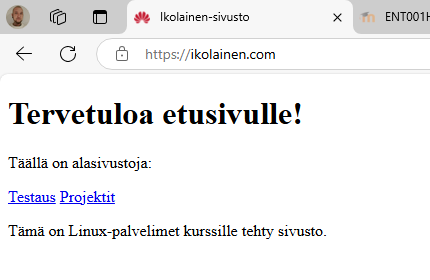 Ikolainen-sivusto
ENT001H
https://ikolainen.com
Tervetuloa etusivulle!
Täällä on alasivustoja:
Testaus Projektit
Tämä on Linux-palvelimet kurssille tehty sivusto.